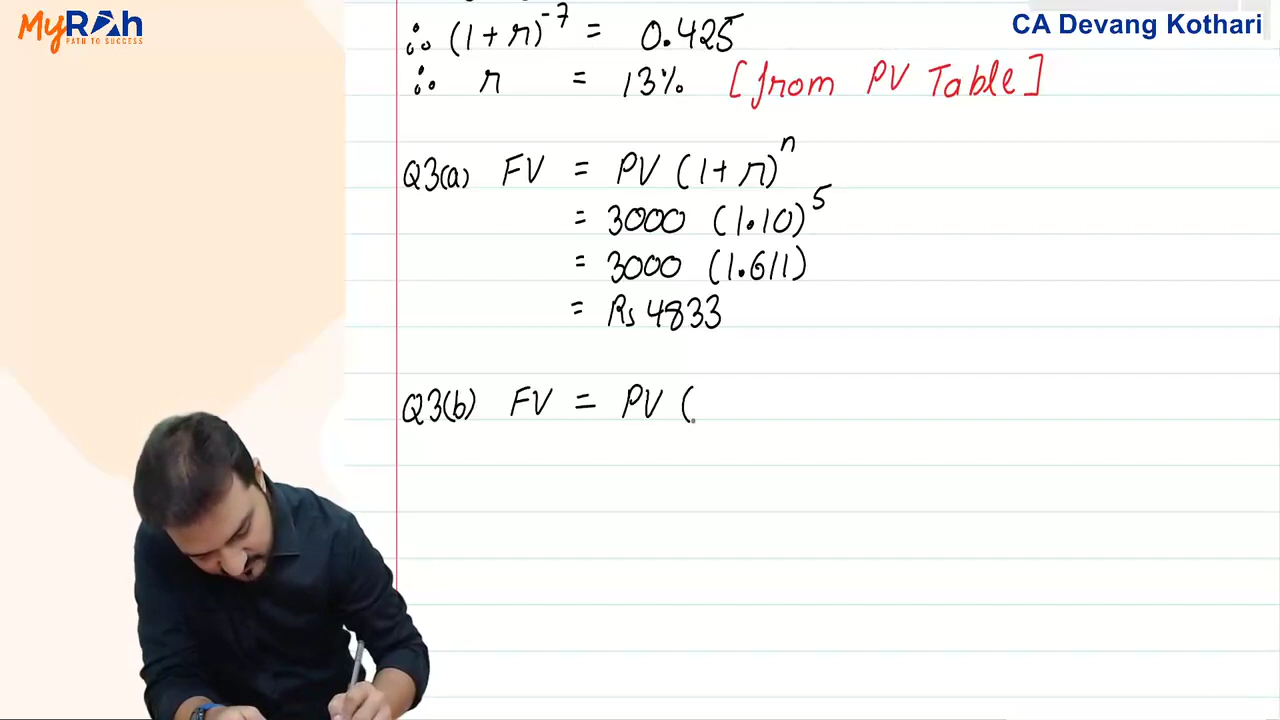 MyRAh
PATH TO SUCCESS
CA Devang Kothari
∴ (1+r)⁻⁷ = 0.425
∴ r = 13% [from PV Table]
Q3(a) FV = PV (1+r)ⁿ
= 3000 (1.10)⁵
= 3000 (1.611)
= Rs 4833
Q3(b) FV = PV (